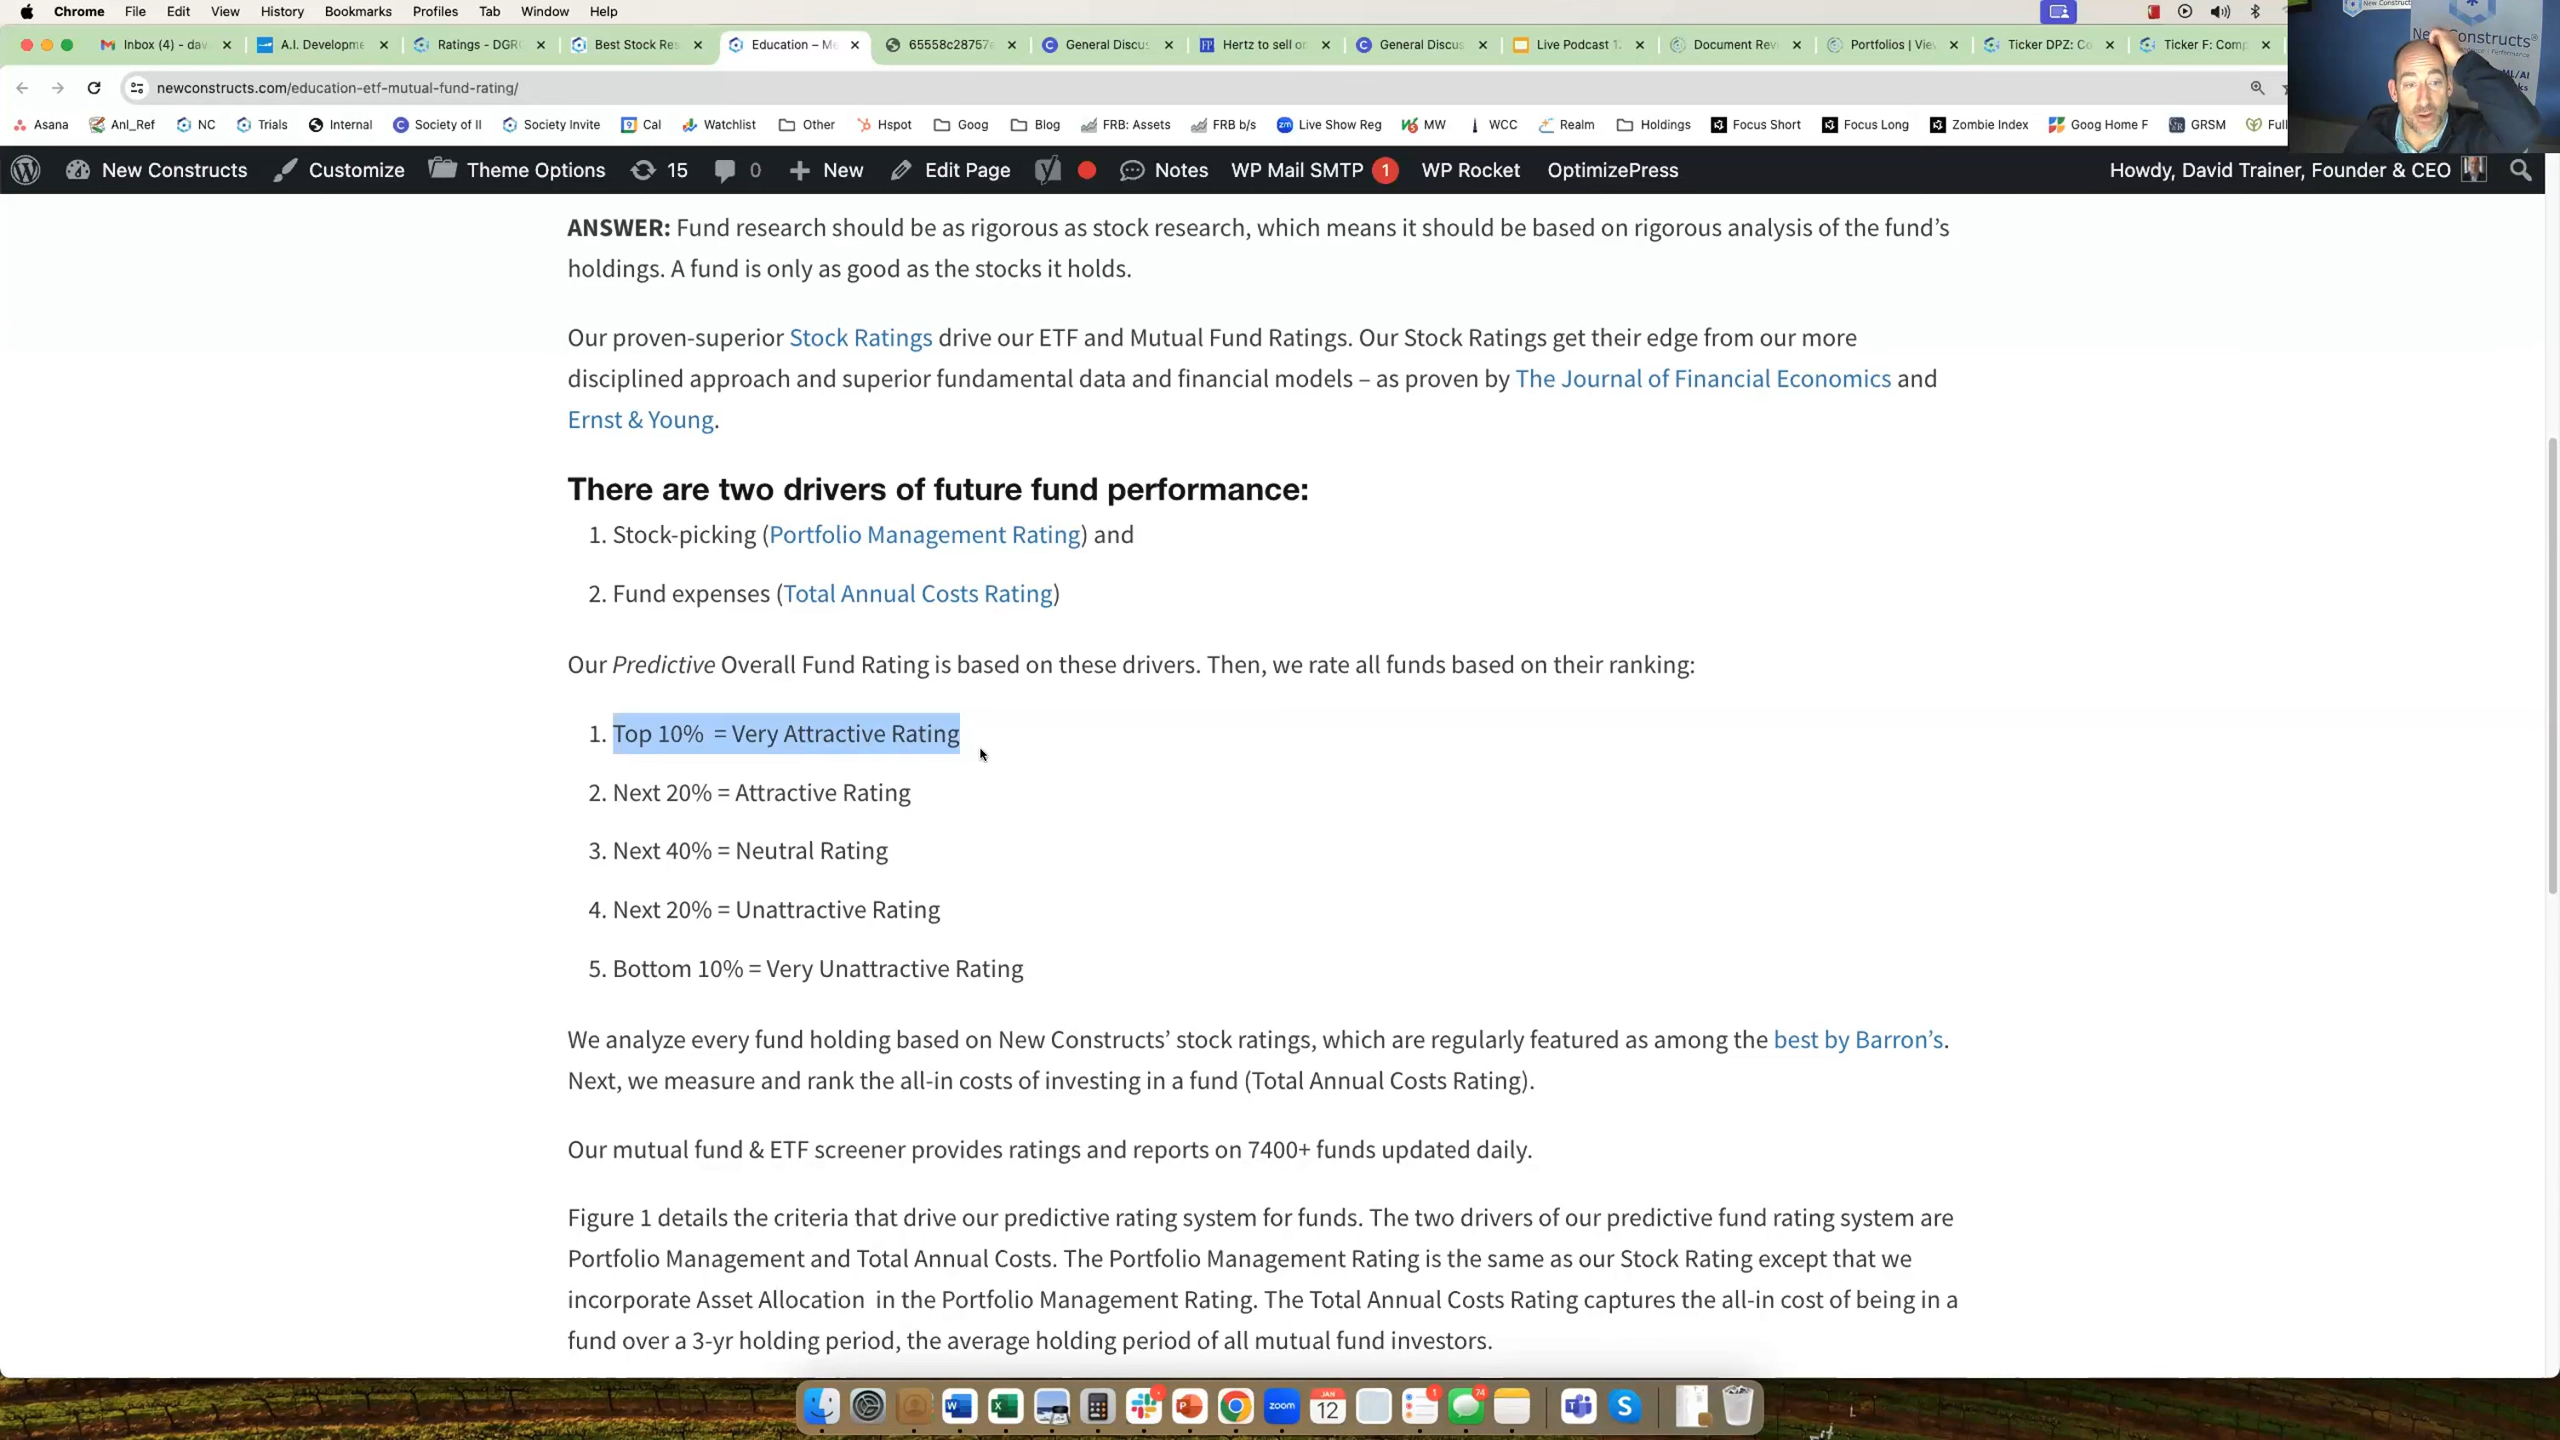 Chrome File Edit View History Bookmarks Profiles Tab Window Help
Inbox (4) - dav
A.I. Developme
Ratings - DGR
Best Stock Re
Education – M
65558c28757
General Discu
Hertz to sell o
General Discus
Live Podcast 1
Document Rev
Portfolios | Vie
Ticker DPZ: Co
Ticker F: Comp
newconstructs.com/education-etf-mutual-fund-rating/
Asana Anl_Ref NC Trials Internal Society of II Society Invite Cal Watchlist Other Hspot Goog Blog FRB: Assets FRB b/s Live Show Reg MW WCC Realm Holdings Focus Short Focus Long Zombie Index Goog Home F GRSM Full
New Constructs Customize Theme Options 15 0 New Edit Page Notes WP Mail SMTP 1 WP Rocket OptimizePress Howdy, David Trainer, Founder & CEO
ANSWER: Fund research should be as rigorous as stock research, which means it should be based on rigorous analysis of the fund’s
holdings. A fund is only as good as the stocks it holds.
Our proven-superior Stock Ratings drive our ETF and Mutual Fund Ratings. Our Stock Ratings get their edge from our more
disciplined approach and superior fundamental data and financial models – as proven by The Journal of Financial Economics and
Ernst & Young.
There are two drivers of future fund performance:
1. Stock-picking (Portfolio Management Rating) and
2. Fund expenses (Total Annual Costs Rating)
Our Predictive Overall Fund Rating is based on these drivers. Then, we rate all funds based on their ranking:
1. Top 10% = Very Attractive Rating
2. Next 20% = Attractive Rating
3. Next 40% = Neutral Rating
4. Next 20% = Unattractive Rating
5. Bottom 10% = Very Unattractive Rating
We analyze every fund holding based on New Constructs’ stock ratings, which are regularly featured as among the best by Barron’s.
Next, we measure and rank the all-in costs of investing in a fund (Total Annual Costs Rating).
Our mutual fund & ETF screener provides ratings and reports on 7400+ funds updated daily.
Figure 1 details the criteria that drive our predictive rating system for funds. The two drivers of our predictive fund rating system are
Portfolio Management and Total Annual Costs. The Portfolio Management Rating is the same as our Stock Rating except that we
incorporate Asset Allocation in the Portfolio Management Rating. The Total Annual Costs Rating captures the all-in cost of being in a
fund over a 3-yr holding period, the average holding period of all mutual fund investors.
zoom
JAN
12
1
74